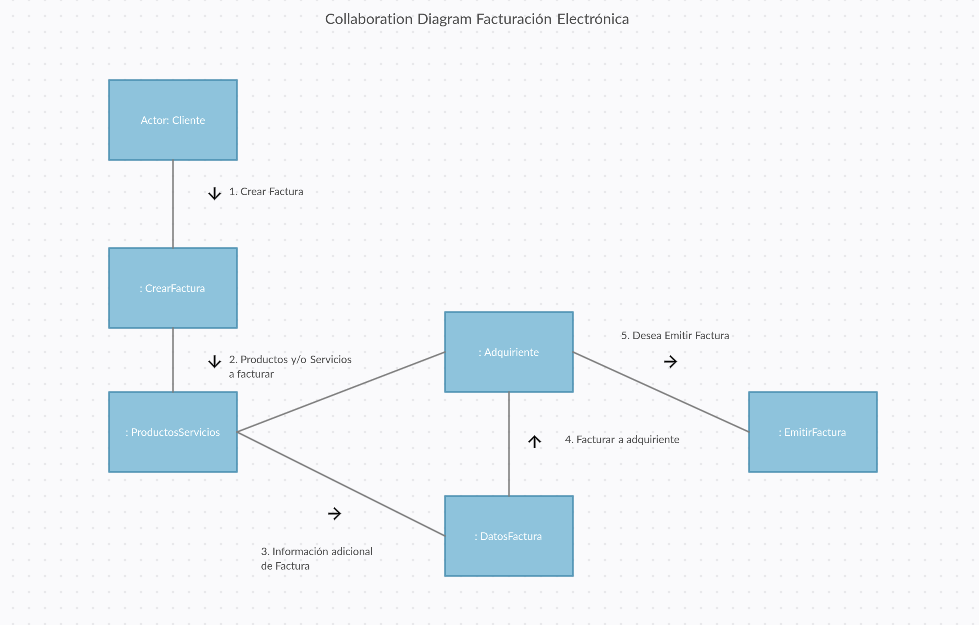 Collaboration Diagram Facturación Electrónica
Actor: Cliente
1. Crear Factura
: CrearFactura
2. Productos y/o Servicios
a facturar
: ProductosServicios
: Adquiriente
5. Desea Emitir Factura
: EmitirFactura
4. Facturar a adquiriente
: DatosFactura
3. Información adicional
de Factura